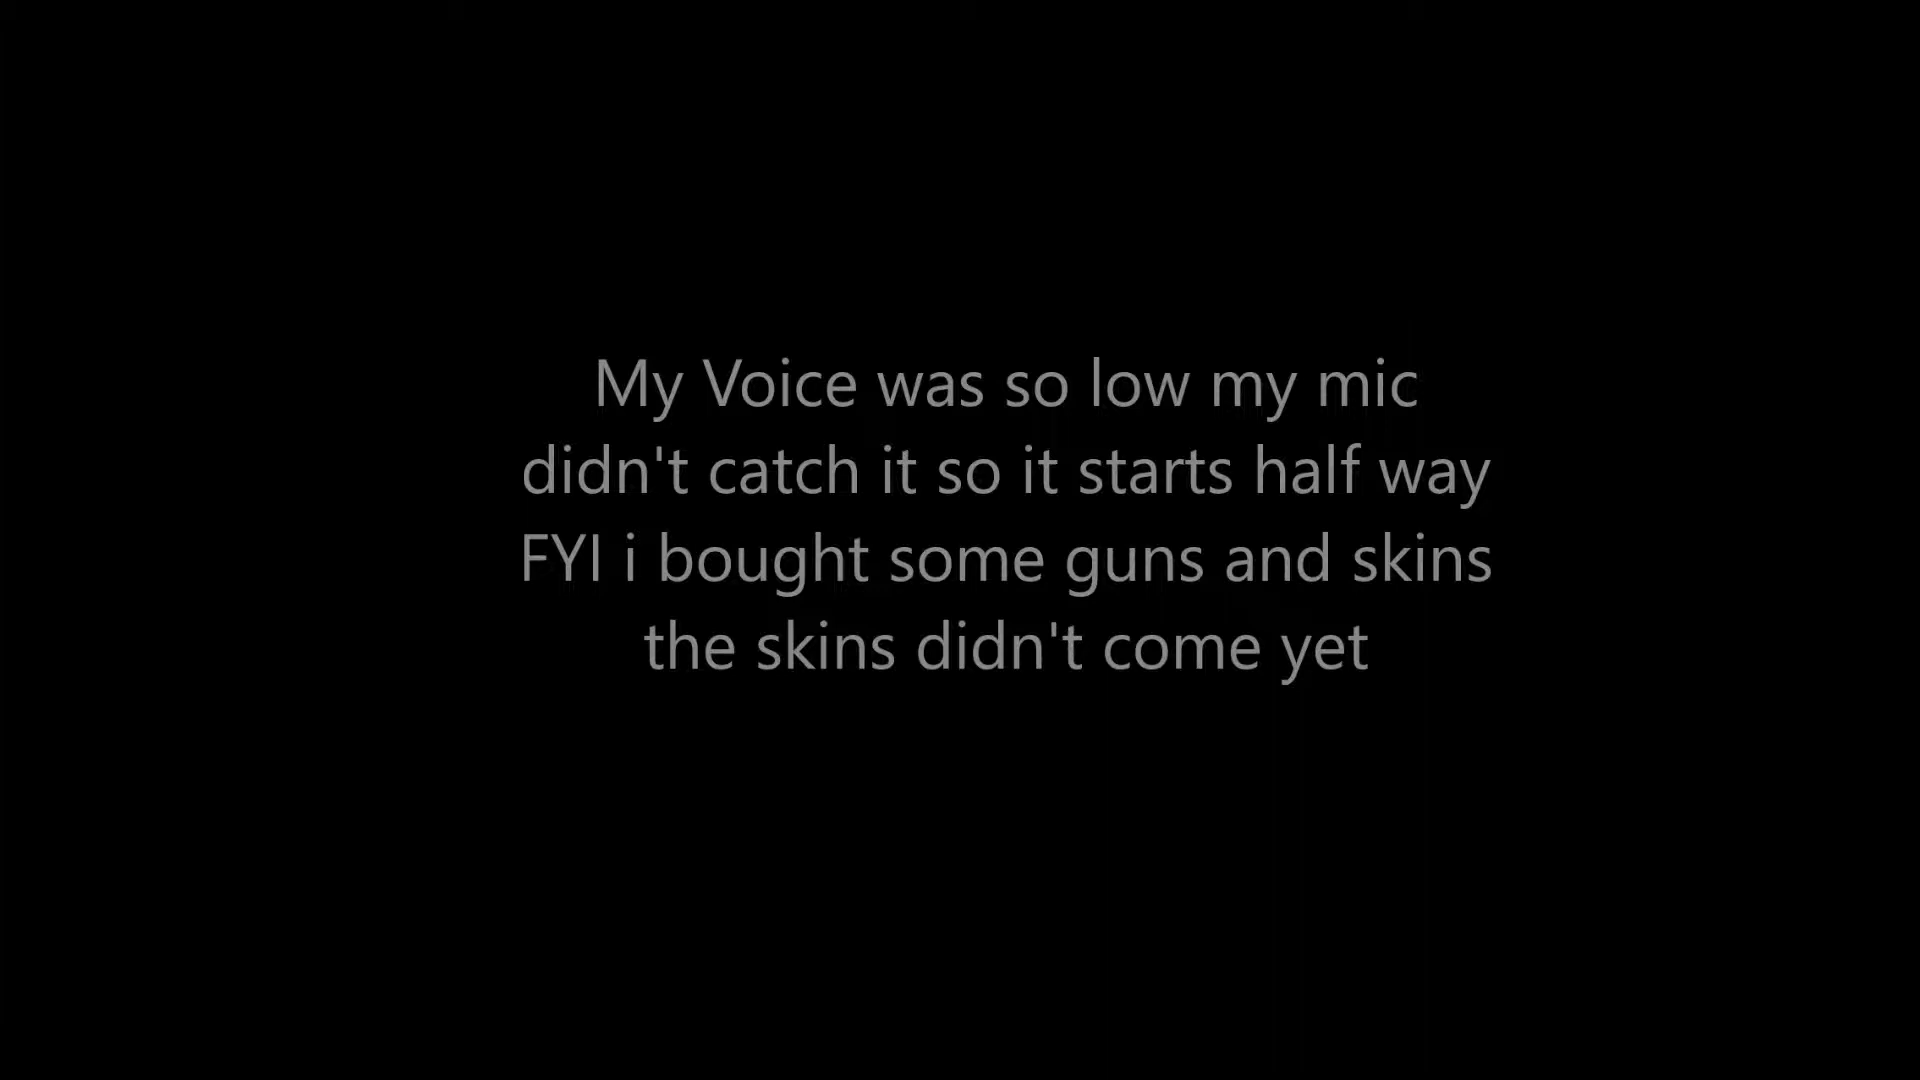 My Voice was so low my mic
didn't catch it so it starts half way
FYI i bought some guns and skins
the skins didn't come yet